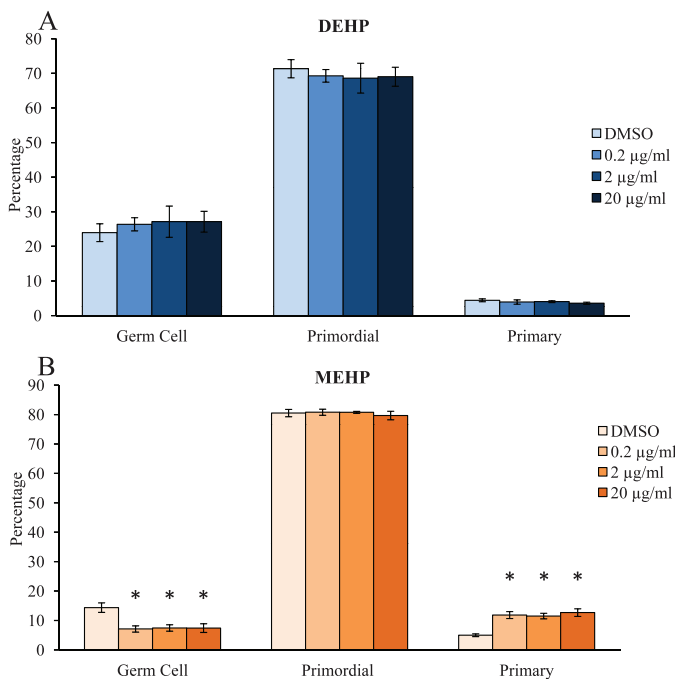 A
DEHP
80
70
60
50
40
30
20
10
0
Percentage
DMSO
0.2 µg/ml
2 µg/ml
20 µg/ml
Germ Cell Primordial Primary
B
MEHP
90
80
70
60
50
40
30
20
10
0
Percentage
DMSO
0.2 µg/ml
2 µg/ml
20 µg/ml
* * * * * *
Germ Cell Primordial Primary